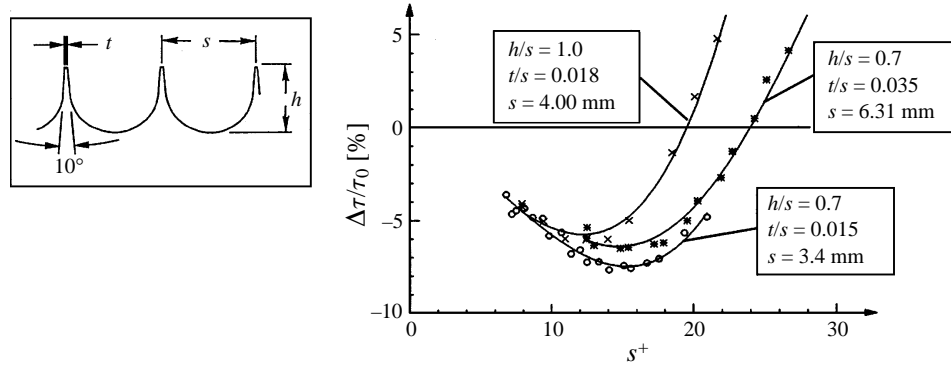 t
s
h
10°
5
0
–5
–10
Δτ/τ0 [%]
0
10
20
30
s+
h/s = 1.0
t/s = 0.018
s = 4.00 mm
h/s = 0.7
t/s = 0.035
s = 6.31 mm
h/s = 0.7
t/s = 0.015
s = 3.4 mm